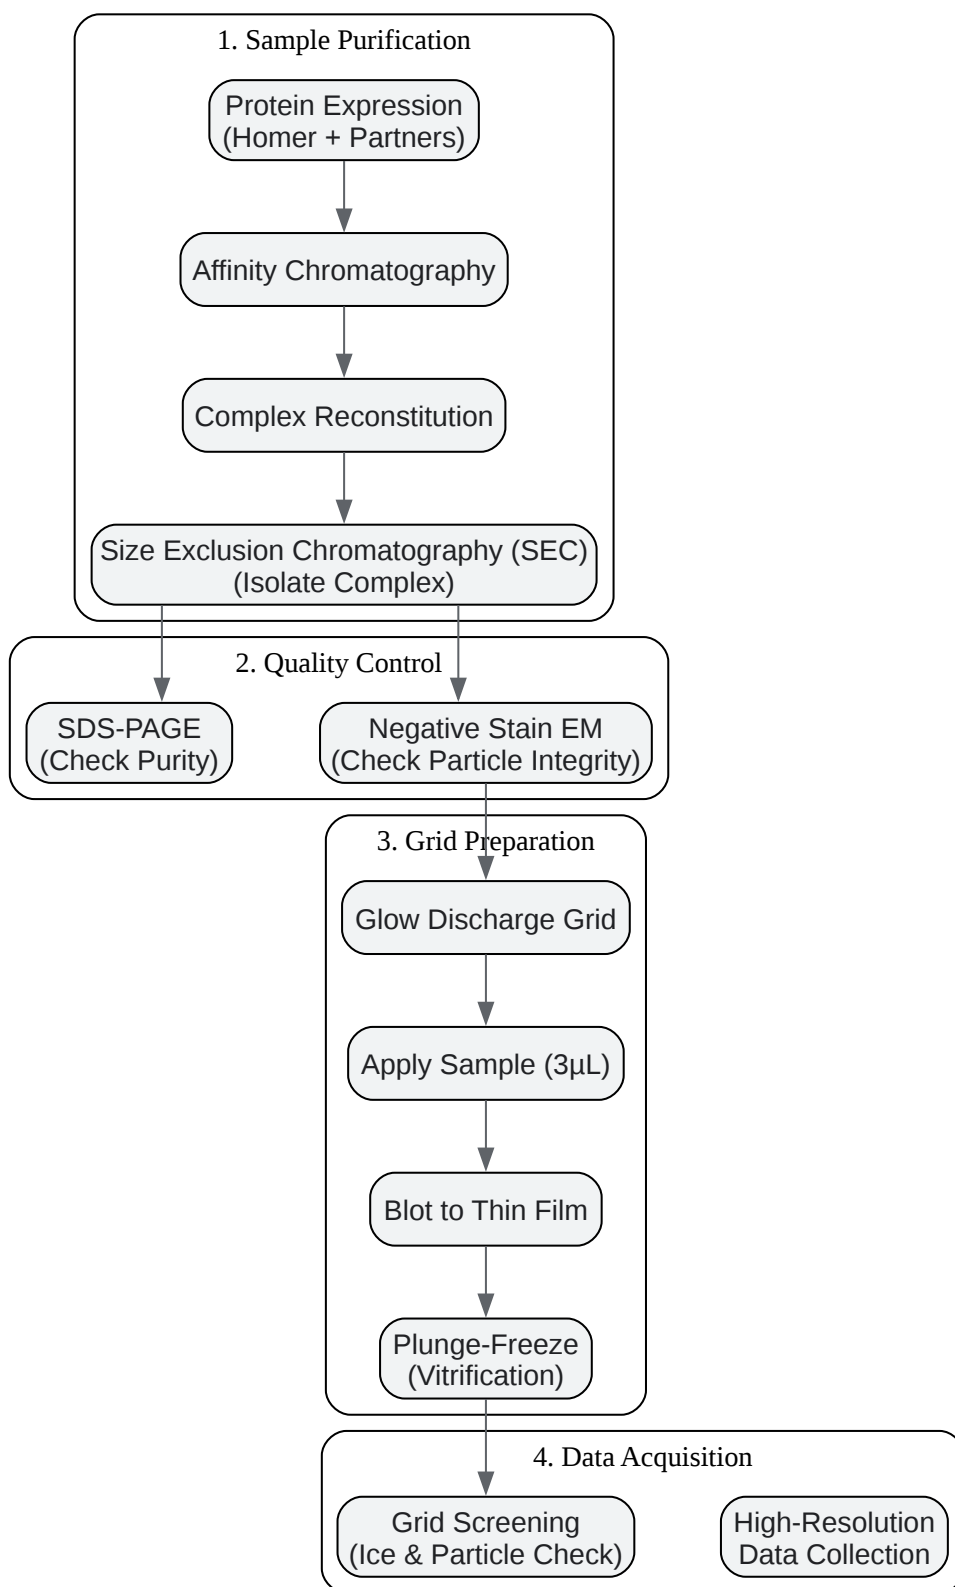 1. Sample Purification
Protein Expression
(Homer + Partners)
Affinity Chromatography
Complex Reconstitution
Size Exclusion Chromatography (SEC)
(Isolate Complex)
2. Quality Control
SDS-PAGE
(Check Purity)
Negative Stain EM
(Check Particle Integrity)
3. Grid Preparation
Glow Discharge Grid
Apply Sample (3µL)
Blot to Thin Film
Plunge-Freeze
(Vitrification)
4. Data Acquisition
Grid Screening
(Ice & Particle Check)
High-Resolution
Data Collection